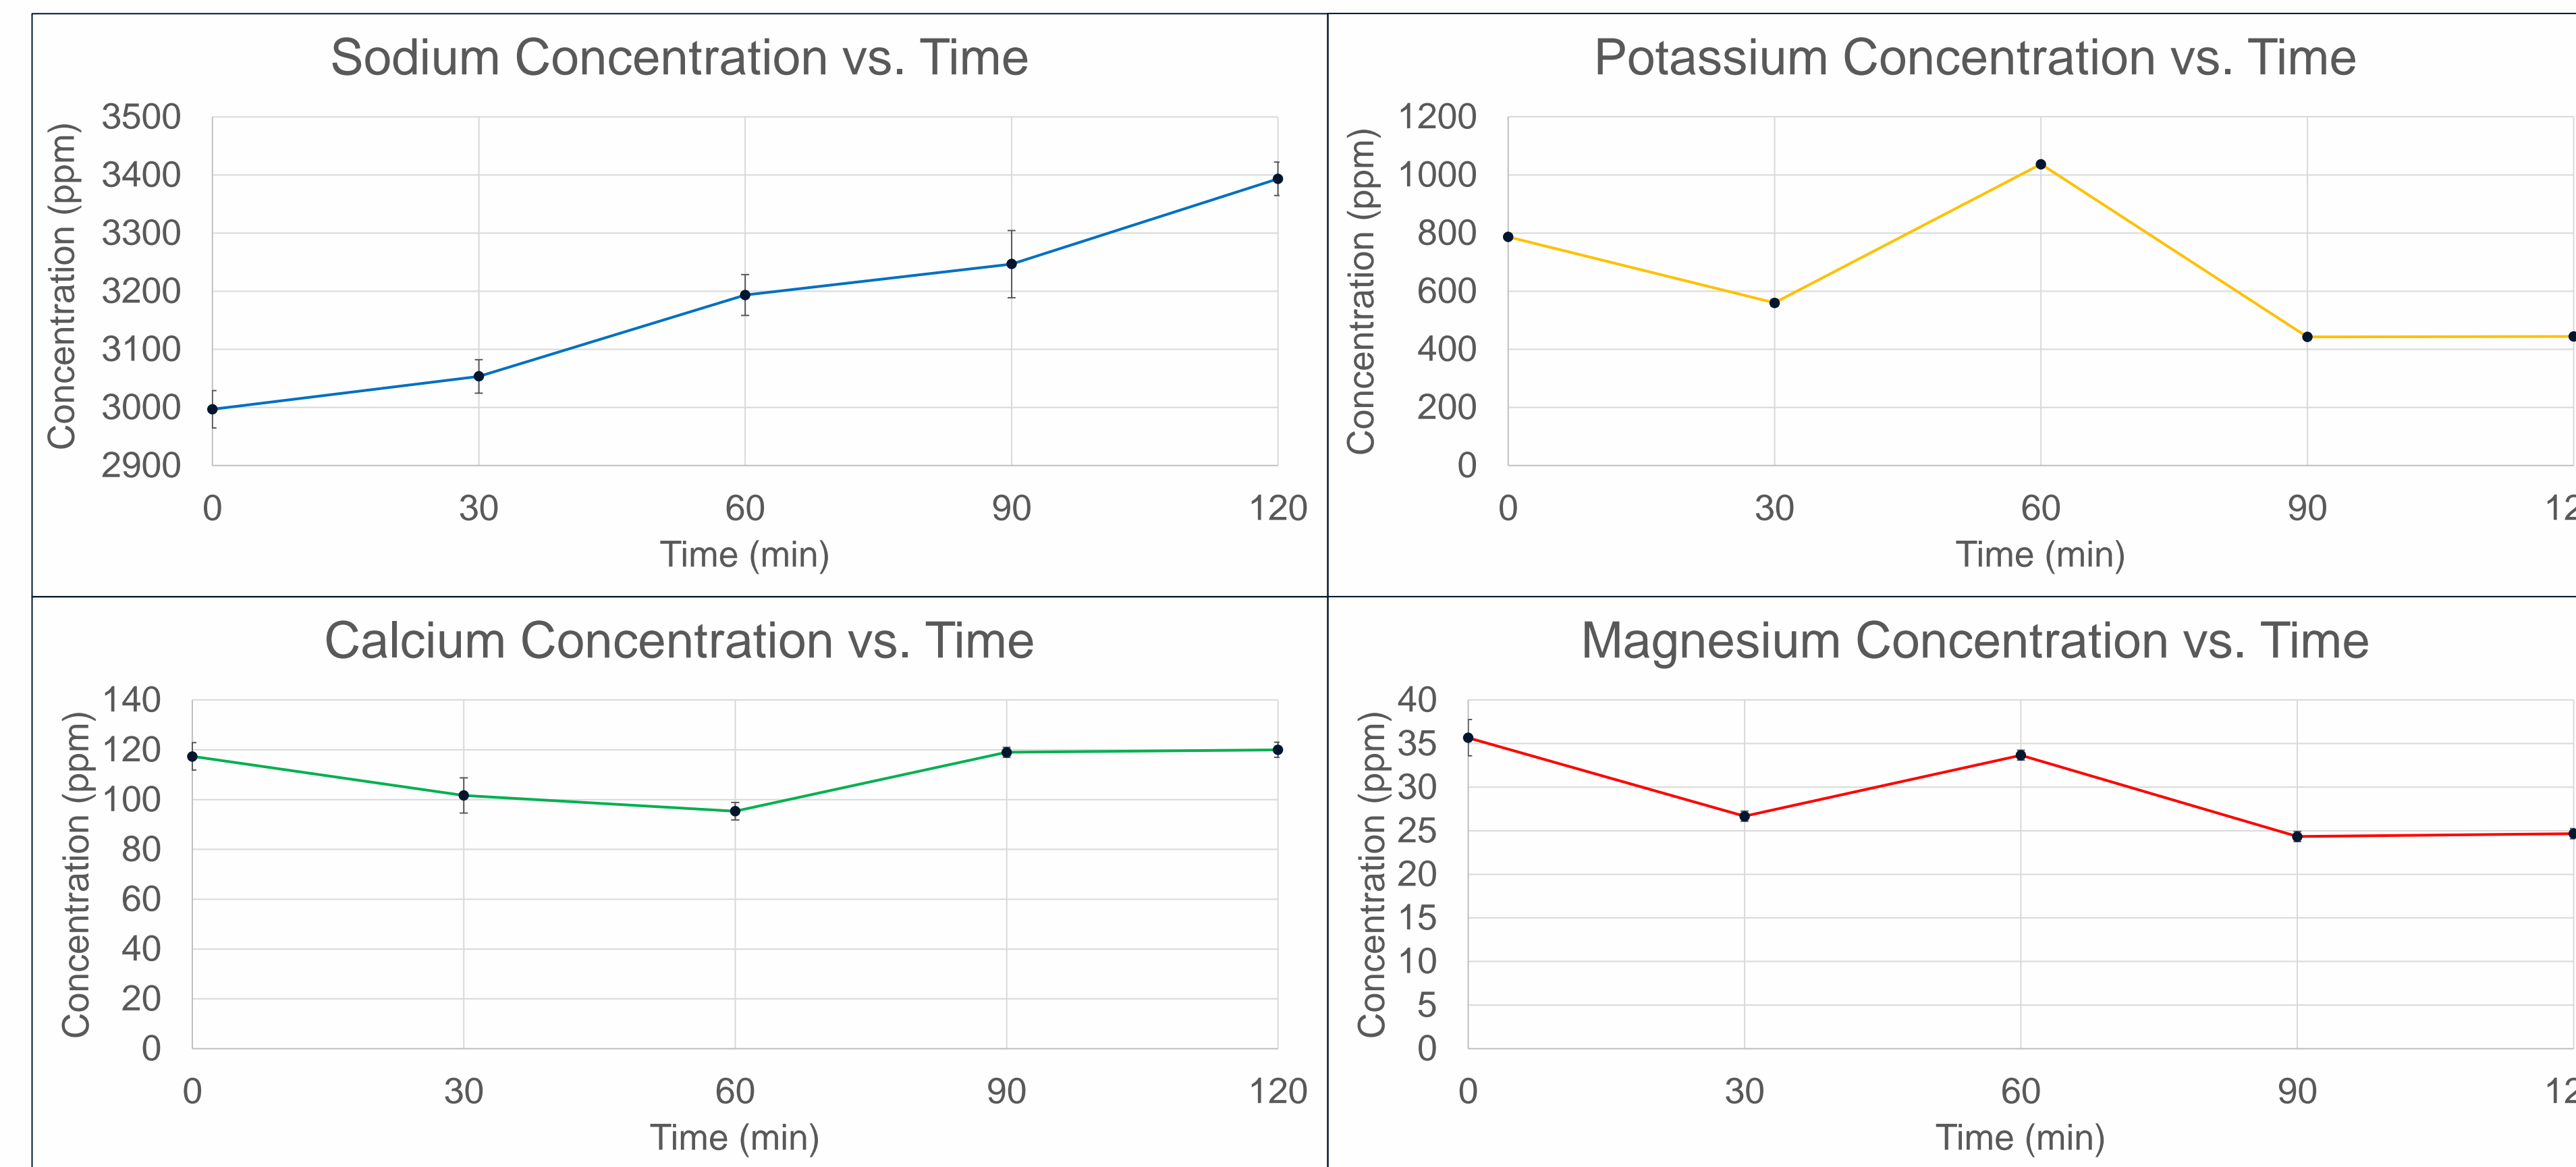 Sodium Concentration vs. Time
3500
3400
3300
3200
3100
3000
2900
Concentration (ppm)
0 30 60 90 120
Time (min)
Potassium Concentration vs. Time
1200
1000
800
600
400
200
0
Concentration (ppm)
0 30 60 90 12
Time (min)
Calcium Concentration vs. Time
140
120
100
80
60
40
20
0
Concentration (ppm)
0 30 60 90 120
Time (min)
Magnesium Concentration vs. Time
40
35
30
25
20
15
10
5
0
Concentration (ppm)
0 30 60 90 12
Time (min)